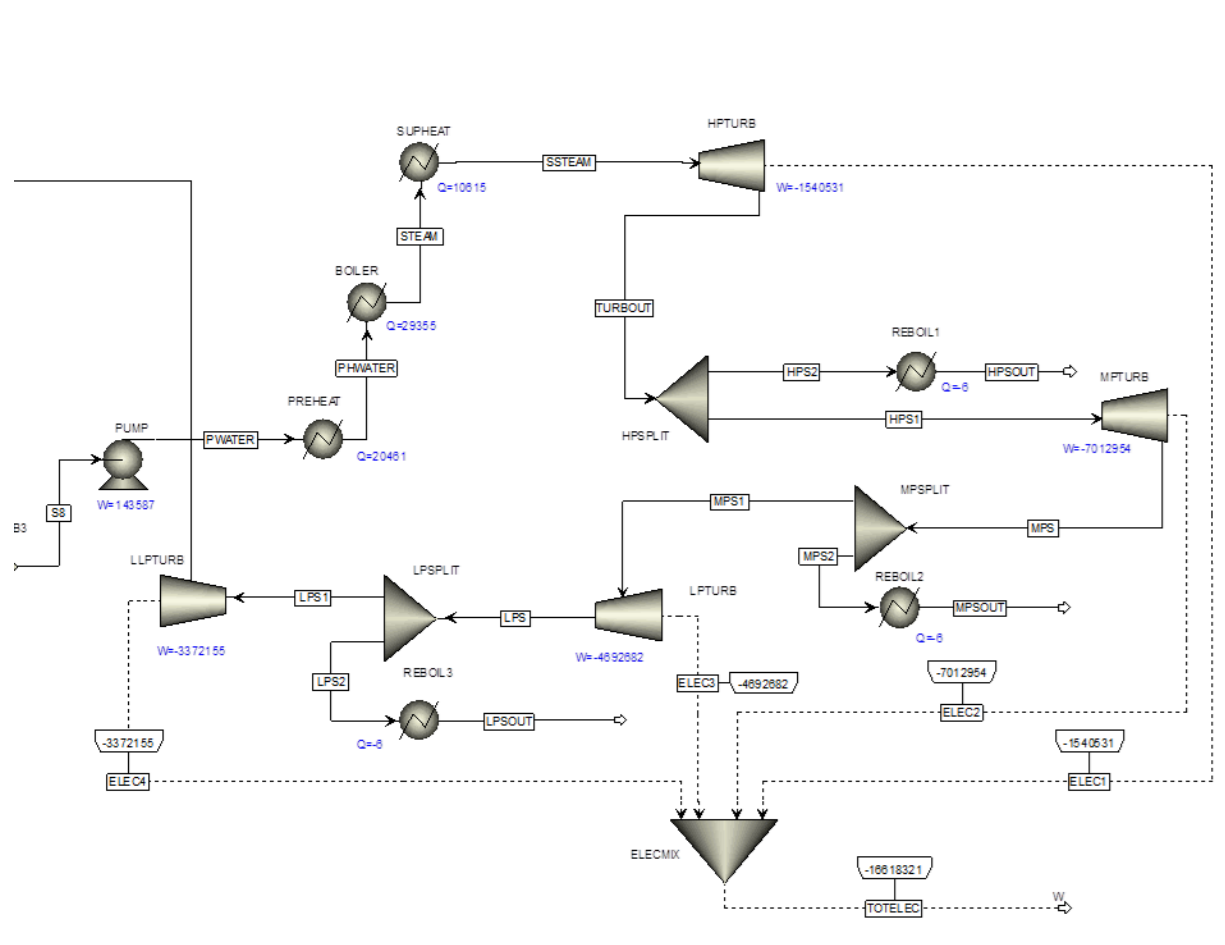 HPTURB
SUPHEAT
SSTEAM
Q=10615
W=-1540531
STEAM
BOILER
TURBOUT
Q=29355
REBOIL1
PHWATER
HPS2
HPSOUT
MPTURB
Q=-6
PREHEAT
HPS1
PUMP
HPSPLIT
PWATER
W=-7012954
Q=20461
MPSPLIT
W=143587
MPS1
S8
B3
MPS
MPS2
LLPTURB
LPSPLIT
REBOIL2
LPTURB
LPS1
MPSOUT
LPS
Q=-6
W=-3372155
W=-4692682
REBOIL3
-7012954
LPS2
ELEC3
-4692682
ELEC2
LPSOUT
-3372155
Q=-6
-1540531
ELEC4
ELEC1
ELECMIX
-16618321
W
TOTELEC